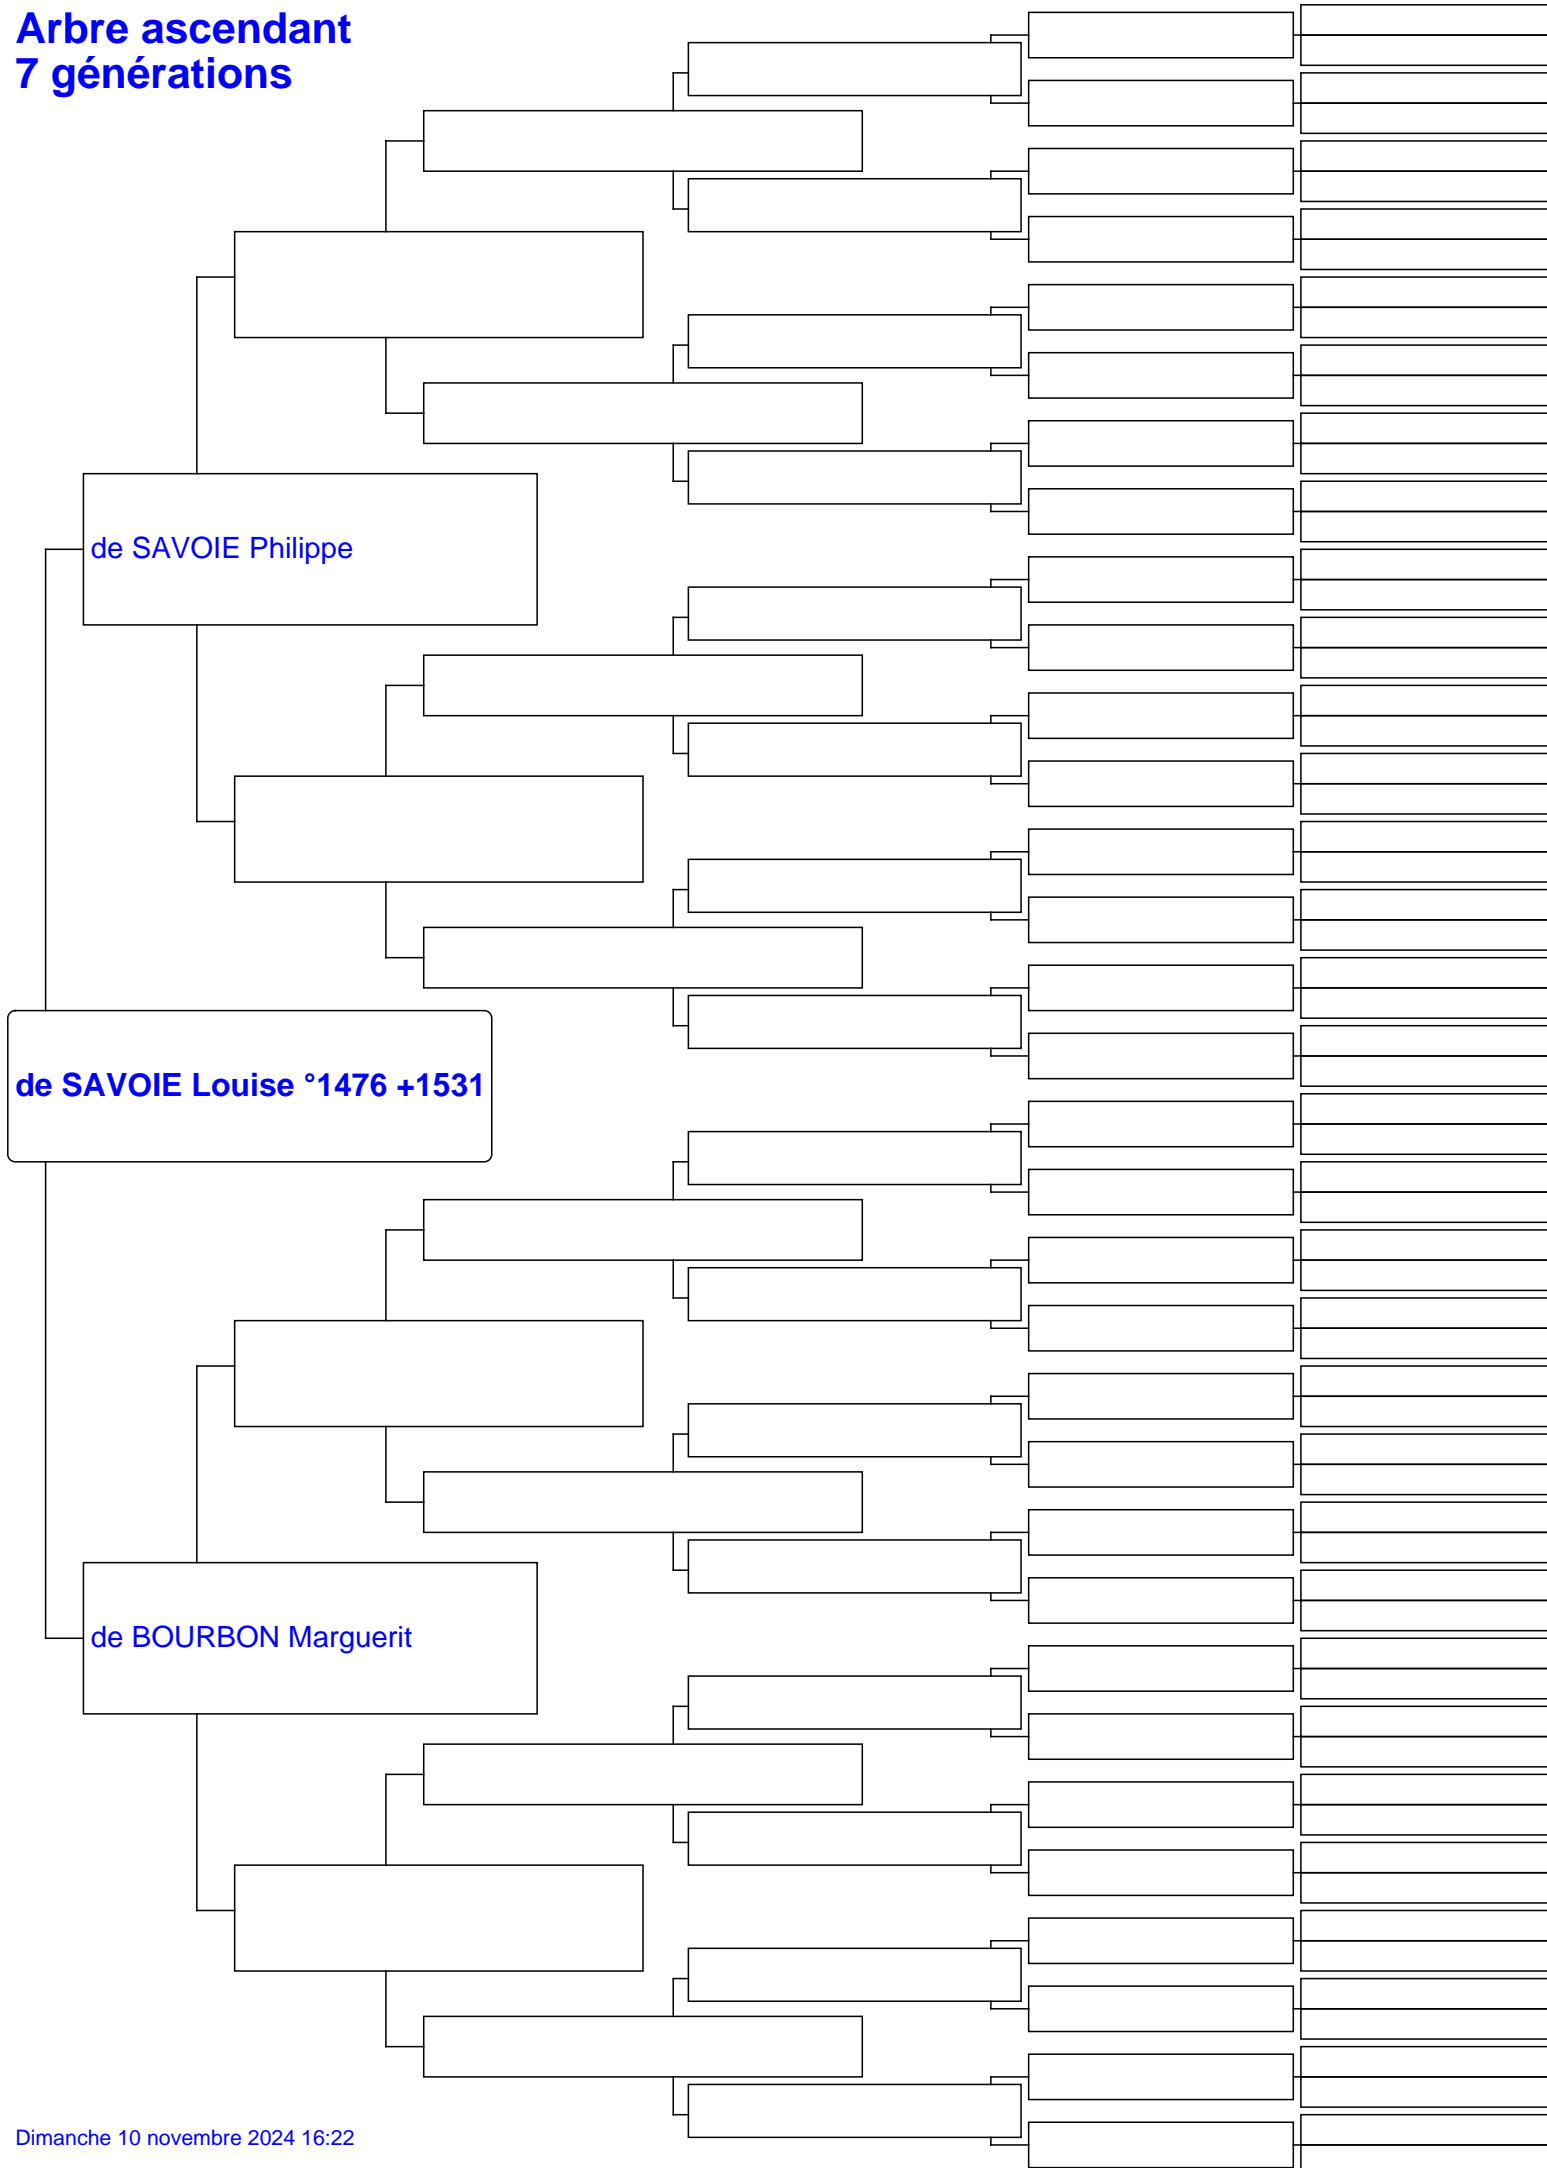 Arbre ascendant
7 générations
de SAVOIE Philippe
de SAVOIE Louise °1476 +1531
de BOURBON Marguerit
Dimanche 10 novembre 2024 16:22